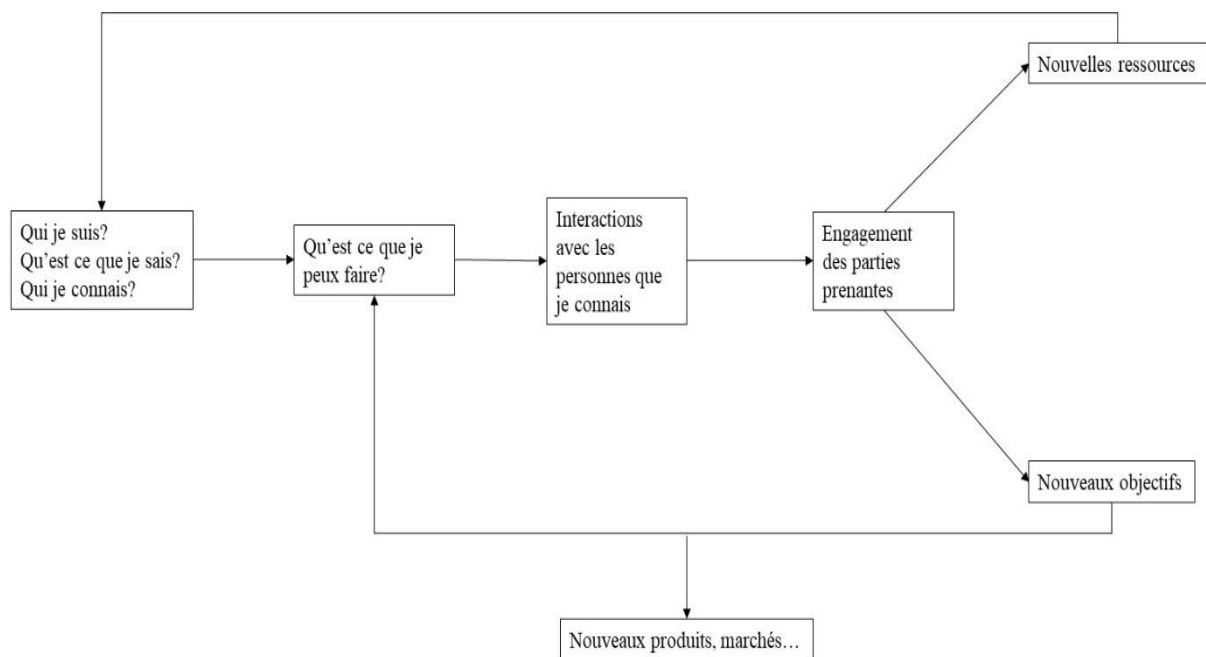 Nouvelles ressources
Qui je suis?
Qu'est ce que je sais?
Qui je connais?
Qu'est ce que je
peux faire?
Interactions
avec les
personnes que
je connais
Engagement
des parties
prenantes
Nouveaux objectifs
Nouveaux produits, marchés…